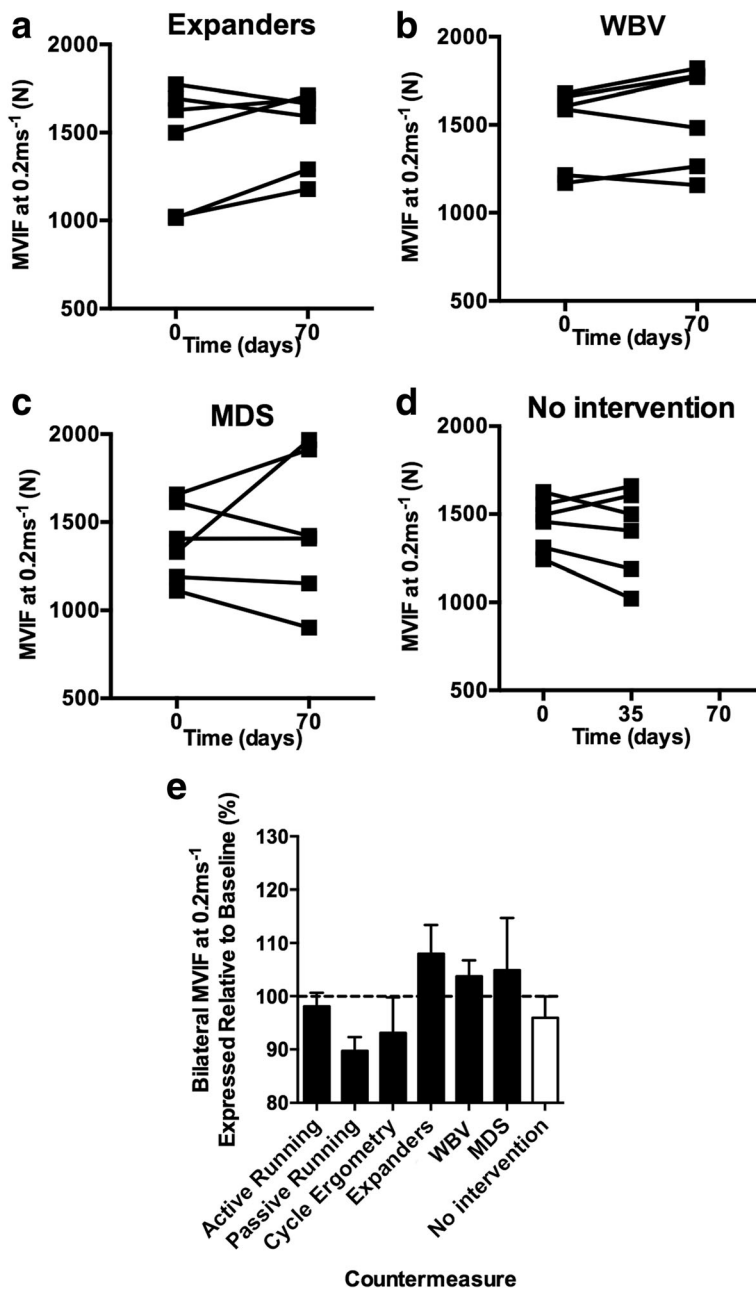 a
Expanders
MVIF at 0.2ms⁻¹ (N)
2000
1500
1000
500
0
70
Time (days)
b
WBV
MVIF at 0.2ms⁻¹ (N)
2000
1500
1000
500
0
70
Time (days)
c
MDS
MVIF at 0.2ms⁻¹ (N)
2000
1500
1000
500
0
70
Time (days)
d
No intervention
MVIF at 0.2ms⁻¹ (N)
2000
1500
1000
500
0
35
70
Time (days)
e
Bilateral MVIF at 0.2ms⁻¹
Expressed Relative to Baseline (%)
130
120
110
100
90
80
Active Running
Passive Running
Cycle Ergometry
Expanders
WBV
MDS
No intervention
Countermeasure